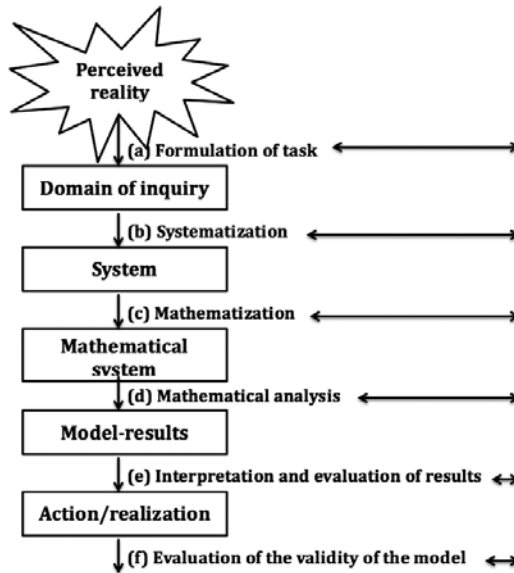 Perceived
reality
(a) Formulation of task
Domain of inquiry
(b) Systematization
System
(c) Mathematization
Mathematical
system
(d) Mathematical analysis
Model-results
(e) Interpretation and evaluation of results
Action/realization
(f) Evaluation of the validity of the model